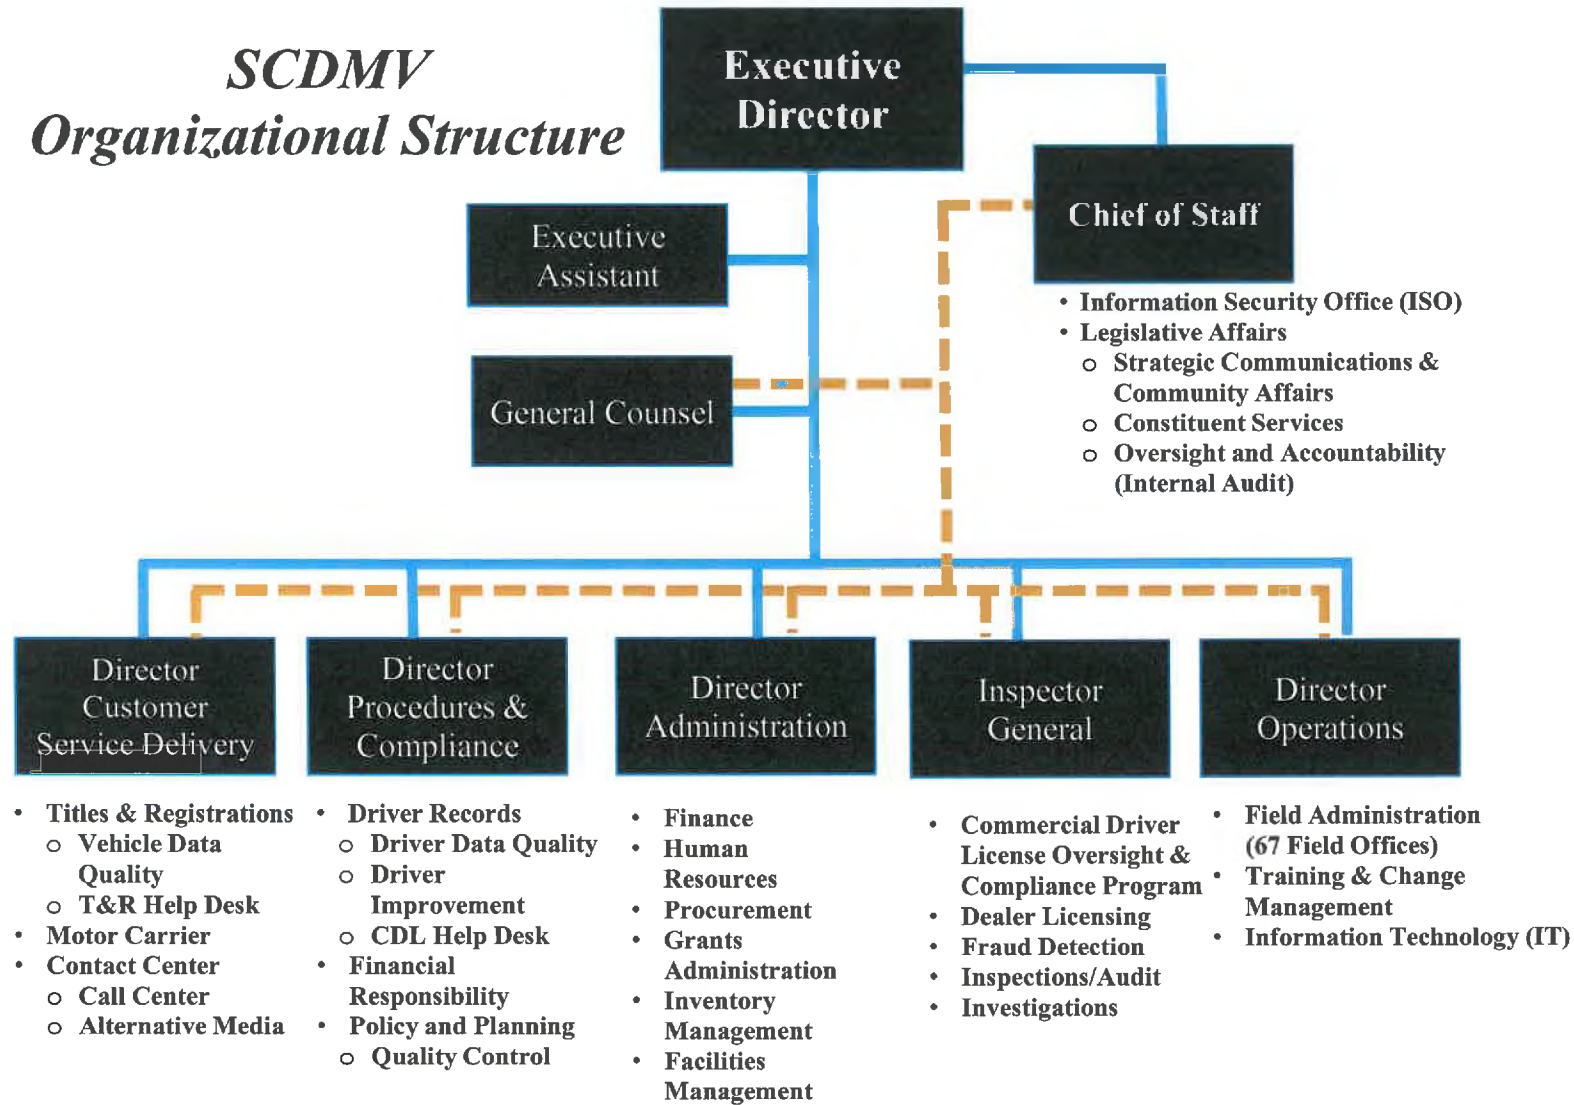 SCDMV
Organizational Structure
Executive
Director
Chief of Staff
• Information Security Office (ISO)
• Legislative Affairs
o Strategic Communications &
Community Affairs
o Constituent Services
o Oversight and Accountability
(Internal Audit)
Executive
Assistant
General Counsel
Director
Customer
Service Delivery
• Titles & Registrations
o Vehicle Data
Quality
o T&R Help Desk
• Motor Carrier
• Contact Center
o Call Center
o Alternative Media
Director
Procedures &
Compliance
• Driver Records
o Driver Data Quality
o Driver
Improvement
o CDL Help Desk
• Financial
Responsibility
• Policy and Planning
o Quality Control
Director
Administration
• Finance
• Human
Resources
• Procurement
• Grants
Administration
• Inventory
Management
• Facilities
Management
Inspector
General
• Commercial Driver
License Oversight &
Compliance Program
• Dealer Licensing
• Fraud Detection
• Inspections/Audit
• Investigations
Director
Operations
• Field Administration
(67 Field Offices)
• Training & Change
Management
• Information Technology (IT)